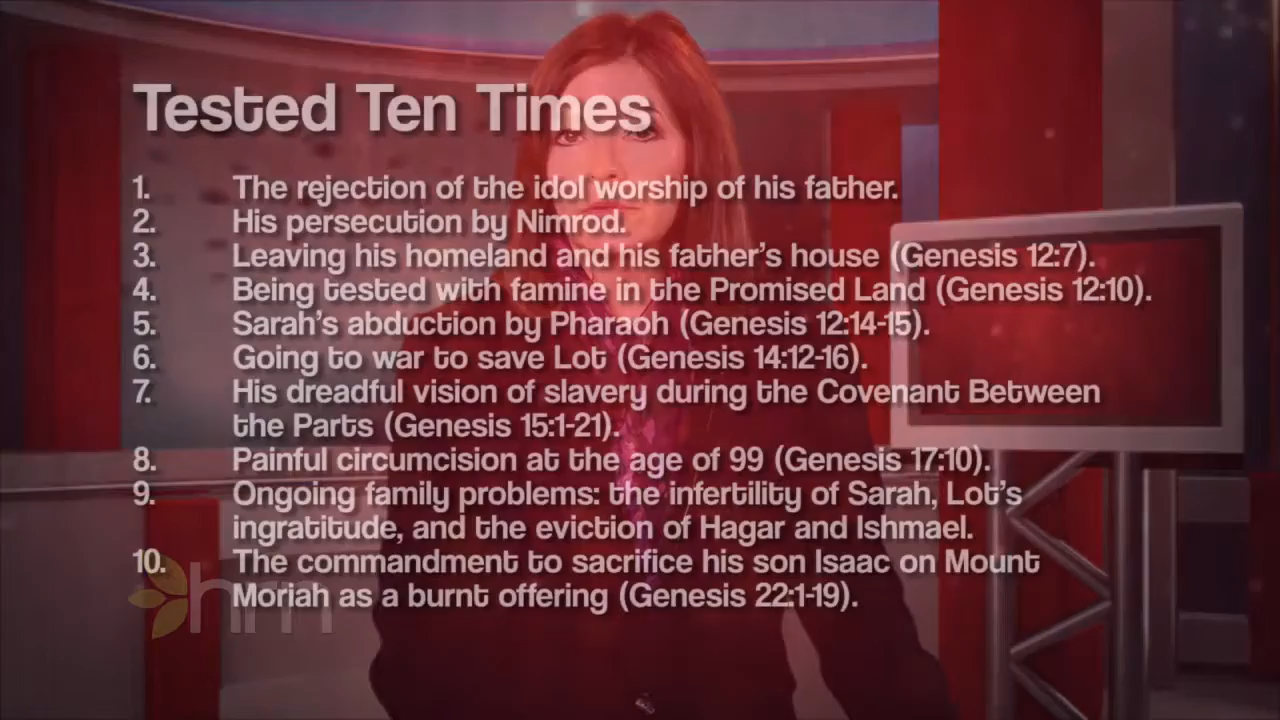 Tested Ten Times
1. The rejection of the idol worship of his father.
2. His persecution by Nimrod.
3. Leaving his homeland and his father's house (Genesis 12:7).
4. Being tested with famine in the Promised Land (Genesis 12:10).
5. Sarah's abduction by Pharaoh (Genesis 12:14-15).
6. Going to war to save Lot (Genesis 14:12-16).
7. His dreadful vision of slavery during the Covenant Between
the Parts (Genesis 15:1-21).
8. Painful circumcision at the age of 99 (Genesis 17:10).
9. Ongoing family problems: the infertility of Sarah, Lot's
ingratitude, and the eviction of Hagar and Ishmael.
10. The commandment to sacrifice his son Isaac on Mount
Moriah as a burnt offering (Genesis 22:1-19).
hm